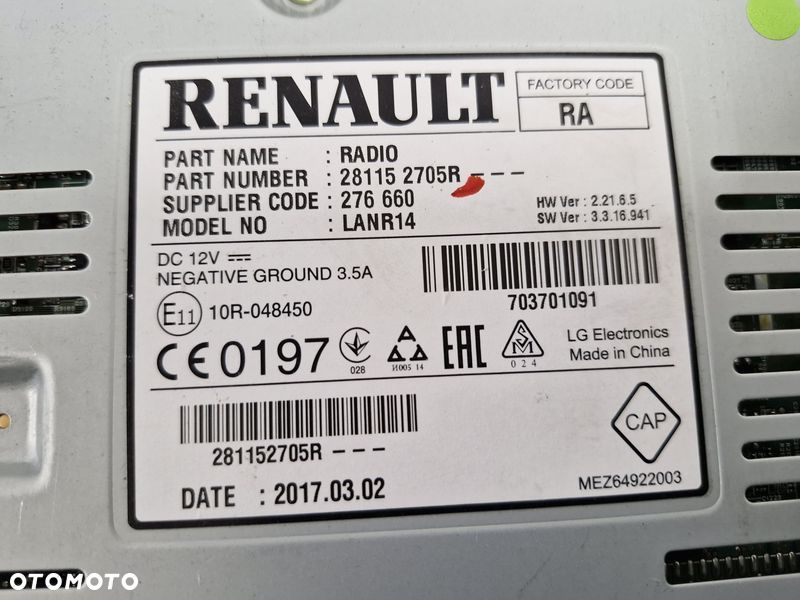 RENAULT
FACTORY CODE
RA
PART NAME : RADIO
PART NUMBER : 28115 2705R - - -
SUPPLIER CODE : 276 660
MODEL NO : LANR14
HW Ver : 2.21.6.5
SW Ver : 3.3.16.941
DC 12V
NEGATIVE GROUND 3.5A
703701091
E11 10R-048450
CE0197
028
И005 14
EAC
SM
024
LG Electronics
Made in China
281152705R - - -
CAP
DATE : 2017.03.02
MEZ64922003
OTOMOTO